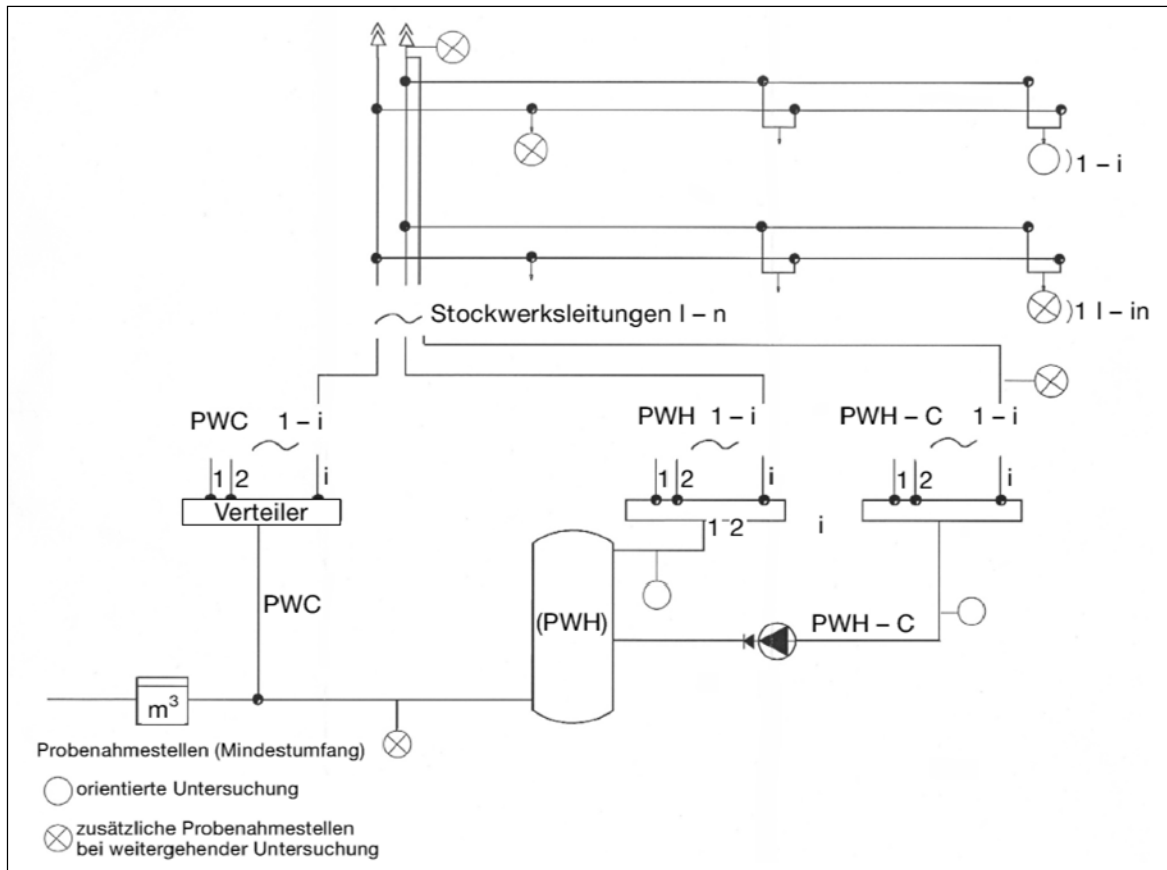 ) 1 – i
Stockwerksleitungen I – n
) 1 I – in
PWC 1 – i
PWH 1 – i
PWH – C 1 – i
1 2 i
1 2 i
1 2 i
Verteiler
1 2 i
PWC
(PWH)
PWH – C
m³
Probenahmestellen (Mindestumfang)
orientierte Untersuchung
zusätzliche Probenahmestellen
bei weitergehender Untersuchung